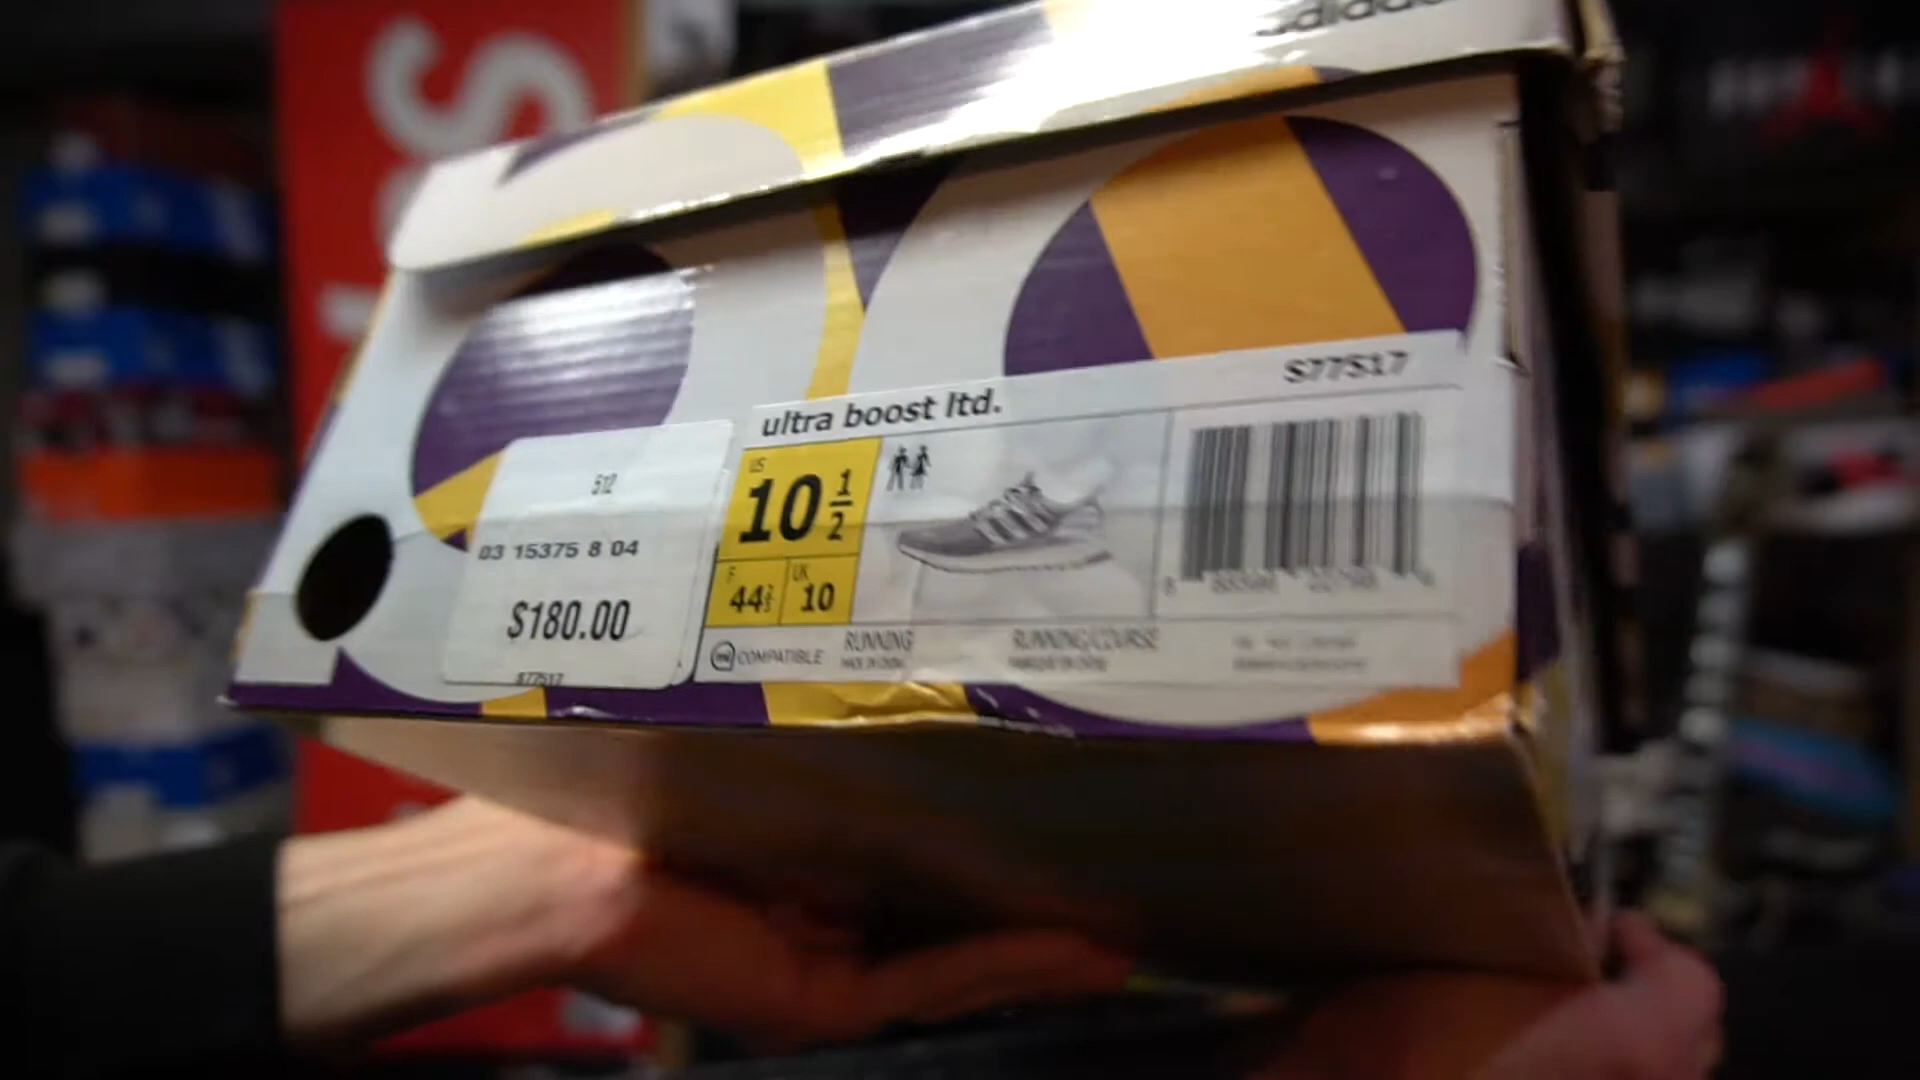 adidas
ultra boost ltd.
S77517
US
10 1/2
F
44 2/3
UK
10
512
03 15375 8 04
$180.00
S77517
mi COMPATIBLE
RUNNING
RUNNING/COURSE